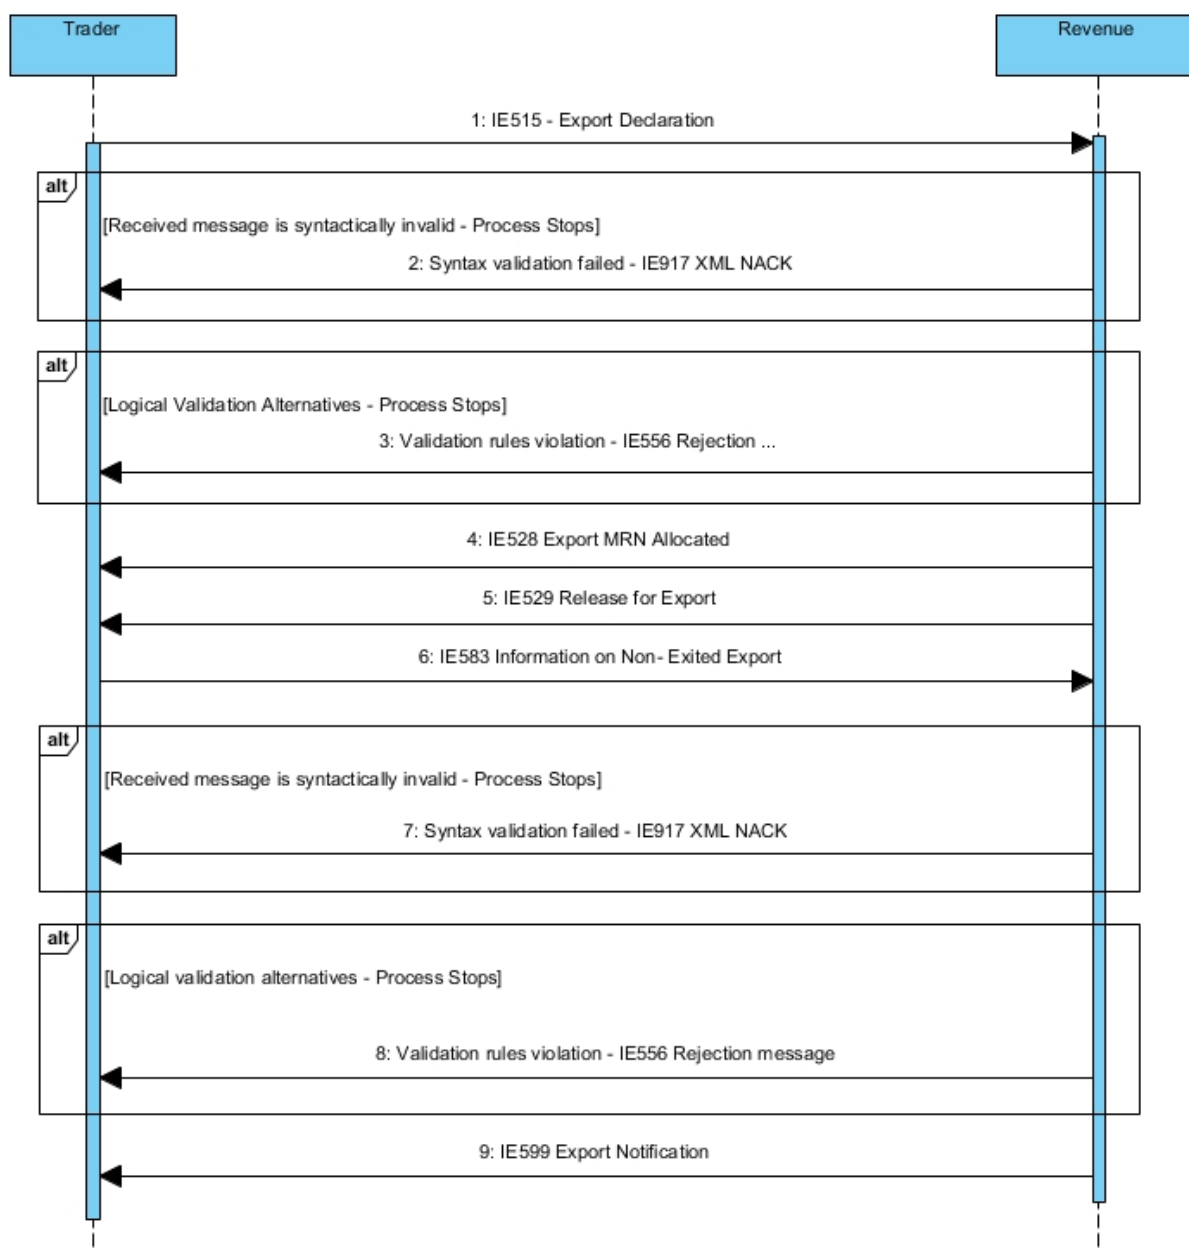 Trader
Revenue
1: IE515 - Export Declaration
alt
[Received message is syntactically invalid - Process Stops]
2: Syntax validation failed - IE917 XML NACK
alt
[Logical Validation Alternatives - Process Stops]
3: Validation rules violation - IE556 Rejection ...
4: IE528 Export MRN Allocated
5: IE529 Release for Export
6: IE583 Information on Non- Exited Export
alt
[Received message is syntactically invalid - Process Stops]
7: Syntax validation failed - IE917 XML NACK
alt
[Logical validation alternatives - Process Stops]
8: Validation rules violation - IE556 Rejection message
9: IE599 Export Notification